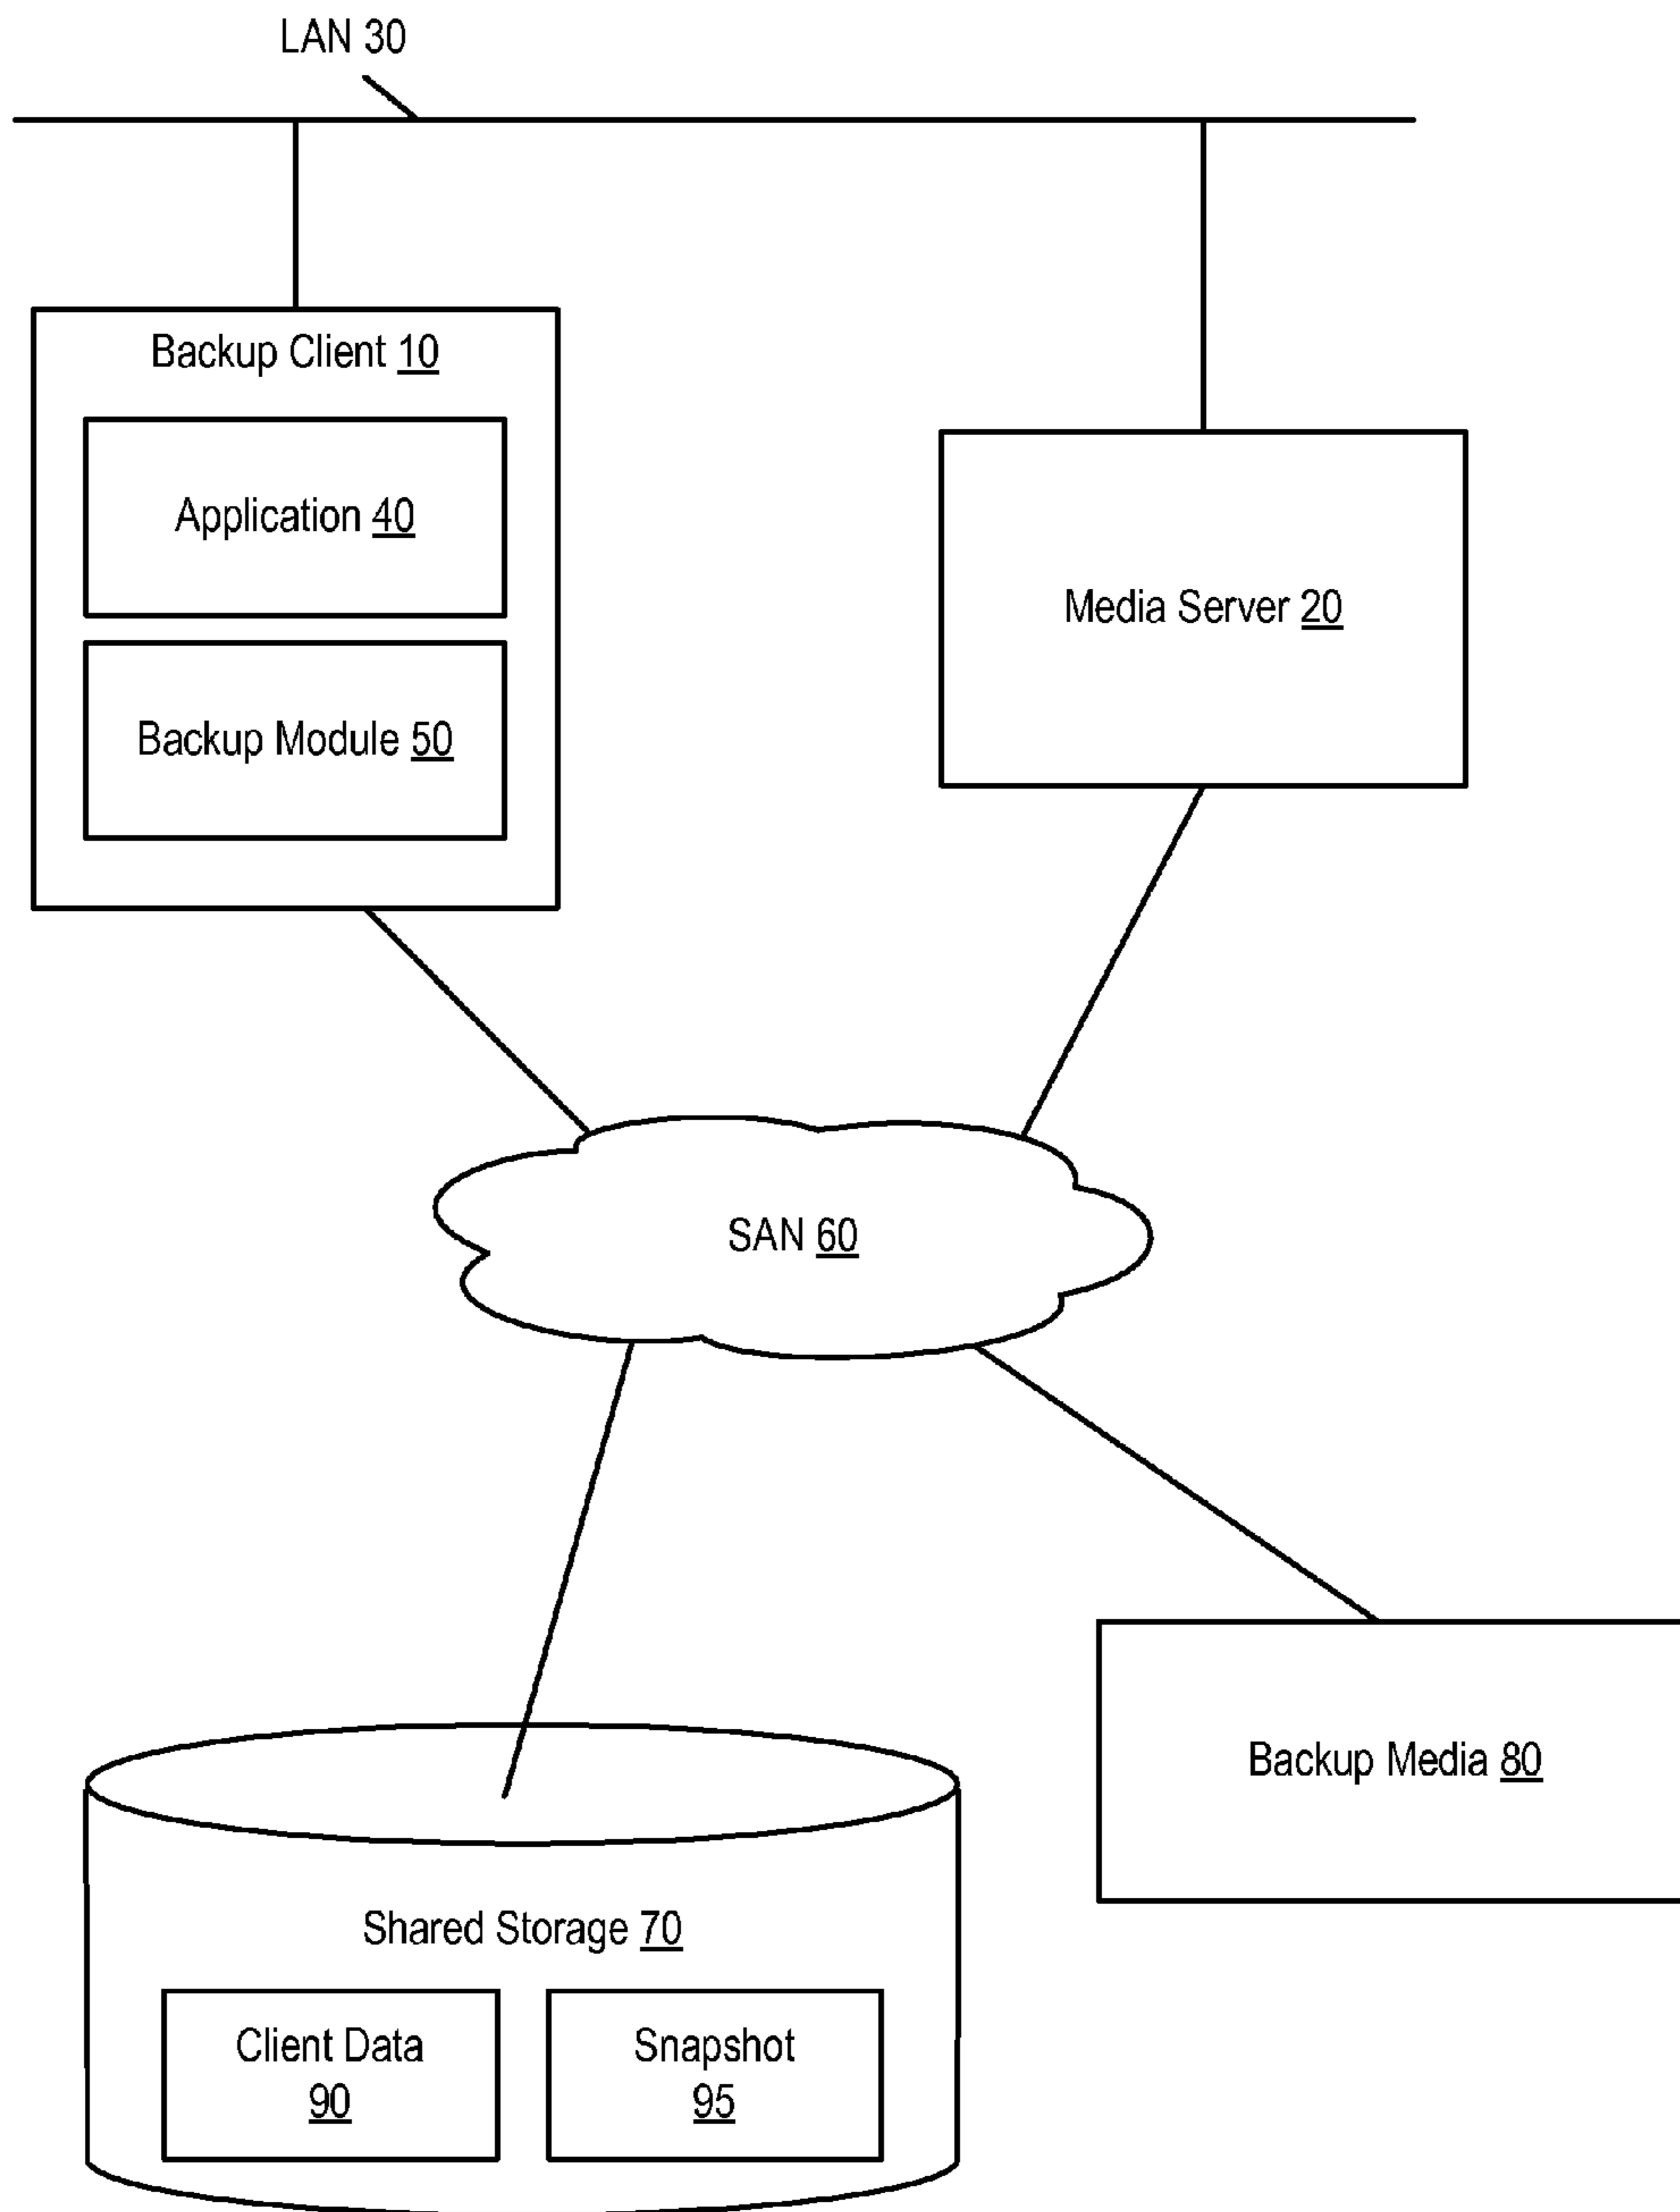 LAN 30
Backup Client 10
Application 40
Backup Module 50
Media Server 20
SAN 60
Backup Media 80
Shared Storage 70
Client Data
90
Snapshot
95